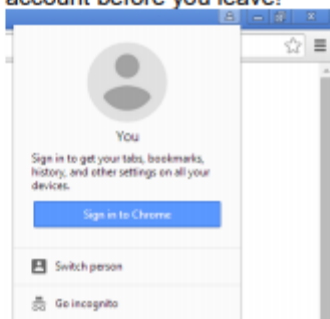 account before you leave!
You
Sign in to get your tabs, bookmarks,
history, and other settings on all your
devices.
Sign in to Chrome
Switch person
Go incognito